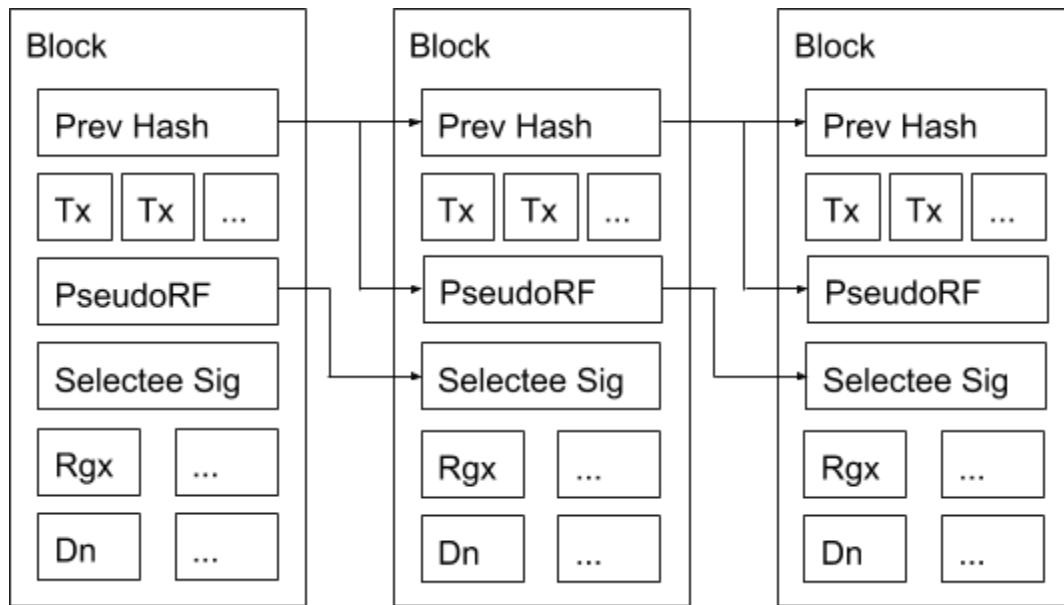 Block
Prev Hash
Tx Tx ...
PseudoRF
Selectee Sig
Rgx ...
Dn ...
Block
Prev Hash
Tx Tx ...
PseudoRF
Selectee Sig
Rgx ...
Dn ...
Block
Prev Hash
Tx Tx ...
PseudoRF
Selectee Sig
Rgx ...
Dn ...